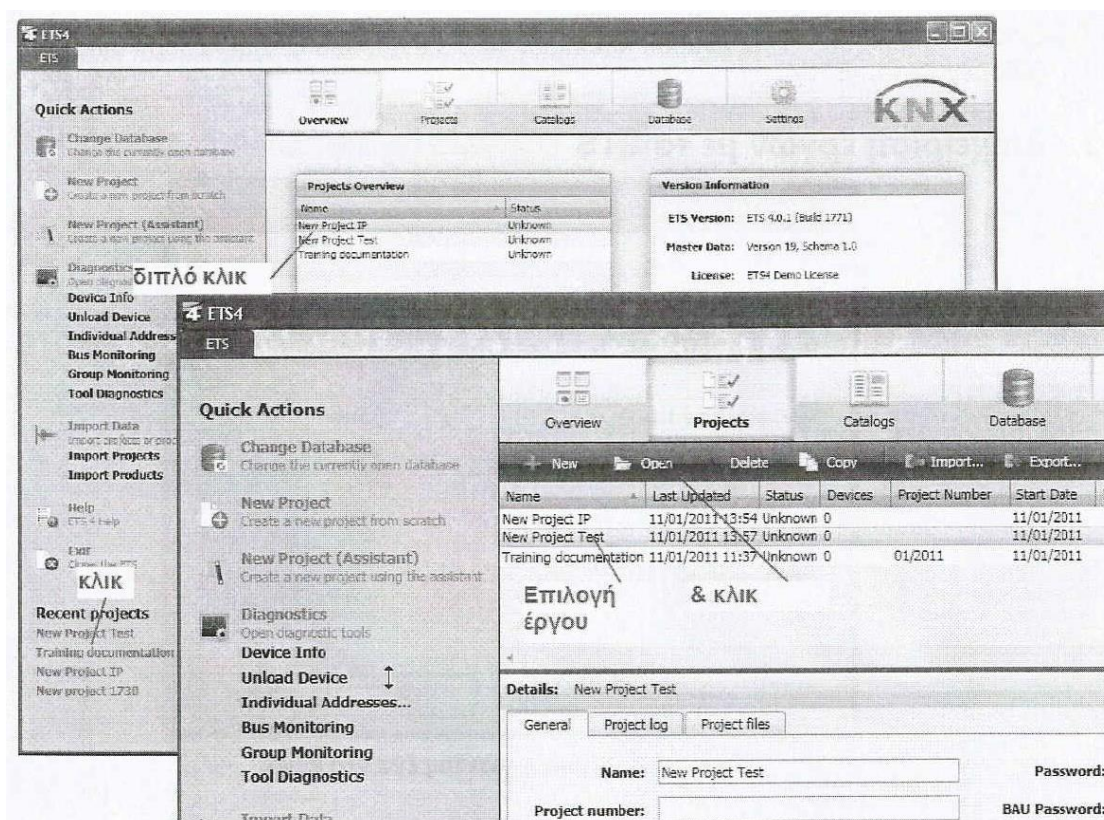 ETS4
ETS
Quick Actions
Change Database
Change the currently open database
New Project
Create a new project from scratch
New Project (Assistant)
Create a new project using the assistant
Diagnostics
Open
Device Info
Unload Device
Individual Address
Bus Monitoring
Group Monitoring
Tool Diagnostics
Import Data
Import projects or prod
Import Projects
Import Products
Help
ETS 4 Help
Exit
Close the ETS
κλικ
Recent projects
New Project Test
Training documentation
New Project IP
New project 1730
Overview Projects Catalogs Database Settings
KNX
Projects Overview
Name Status
New Project IP Unknown
New Project Test Unknown
Training documentation Unknown
διπλό κλικ
Version Information
ETS Version: ETS 4.0.1 (Build 1771)
Master Data: Version 19, Schema 1.0
License: ETS4 Demo License
ETS4
ETS
Quick Actions
Change Database
Change the currently open database
New Project
Create a new project from scratch
New Project (Assistant)
Create a new project using the assistant
Diagnostics
Open diagnostic tools
Device Info
Unload Device
Individual Addresses...
Bus Monitoring
Group Monitoring
Tool Diagnostics
Import Data
Overview Projects Catalogs Database
New Open Delete Copy Import... Export...
Name Last Updated Status Devices Project Number Start Date
New Project IP 11/01/2011 13:54 Unknown 0 11/01/2011
New Project Test 11/01/2011 13:57 Unknown 0 11/01/2011
Training documentation 11/01/2011 11:37 Unknown 0 01/2011 11/01/2011
Επιλογή
έργου
& κλικ
Details: New Project Test
General Project log Project files
Name: New Project Test Password:
Project number: BAU Password: